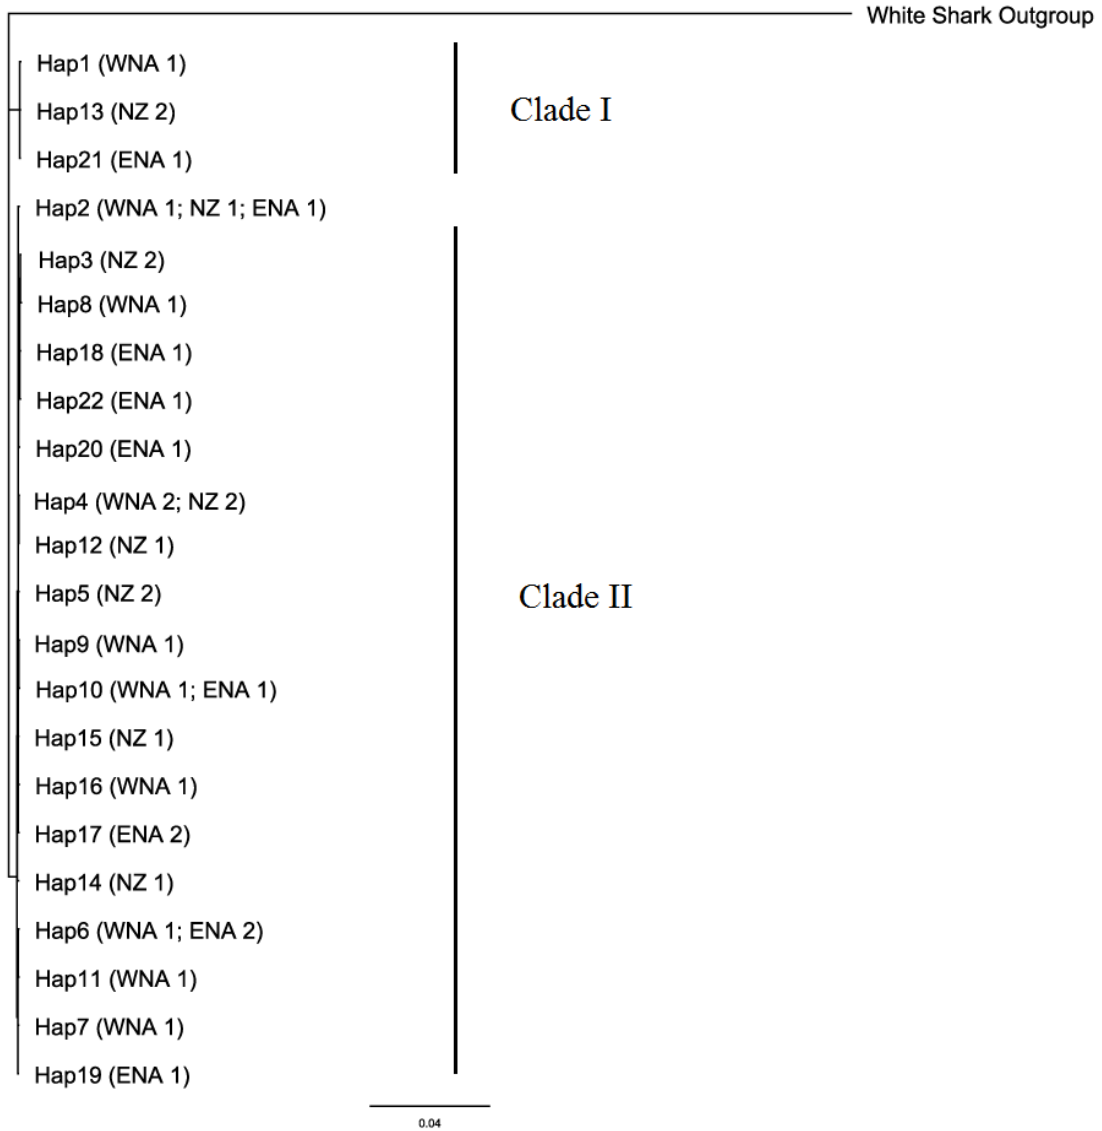 White Shark Outgroup
Hap1 (WNA 1)
Hap13 (NZ 2)
Clade I
Hap21 (ENA 1)
Hap2 (WNA 1; NZ 1; ENA 1)
Hap3 (NZ 2)
Hap8 (WNA 1)
Hap18 (ENA 1)
Hap22 (ENA 1)
Hap20 (ENA 1)
Hap4 (WNA 2; NZ 2)
Hap12 (NZ 1)
Hap5 (NZ 2)
Clade II
Hap9 (WNA 1)
Hap10 (WNA 1; ENA 1)
Hap15 (NZ 1)
Hap16 (WNA 1)
Hap17 (ENA 2)
Hap14 (NZ 1)
Hap6 (WNA 1; ENA 2)
Hap11 (WNA 1)
Hap7 (WNA 1)
Hap19 (ENA 1)
0.04